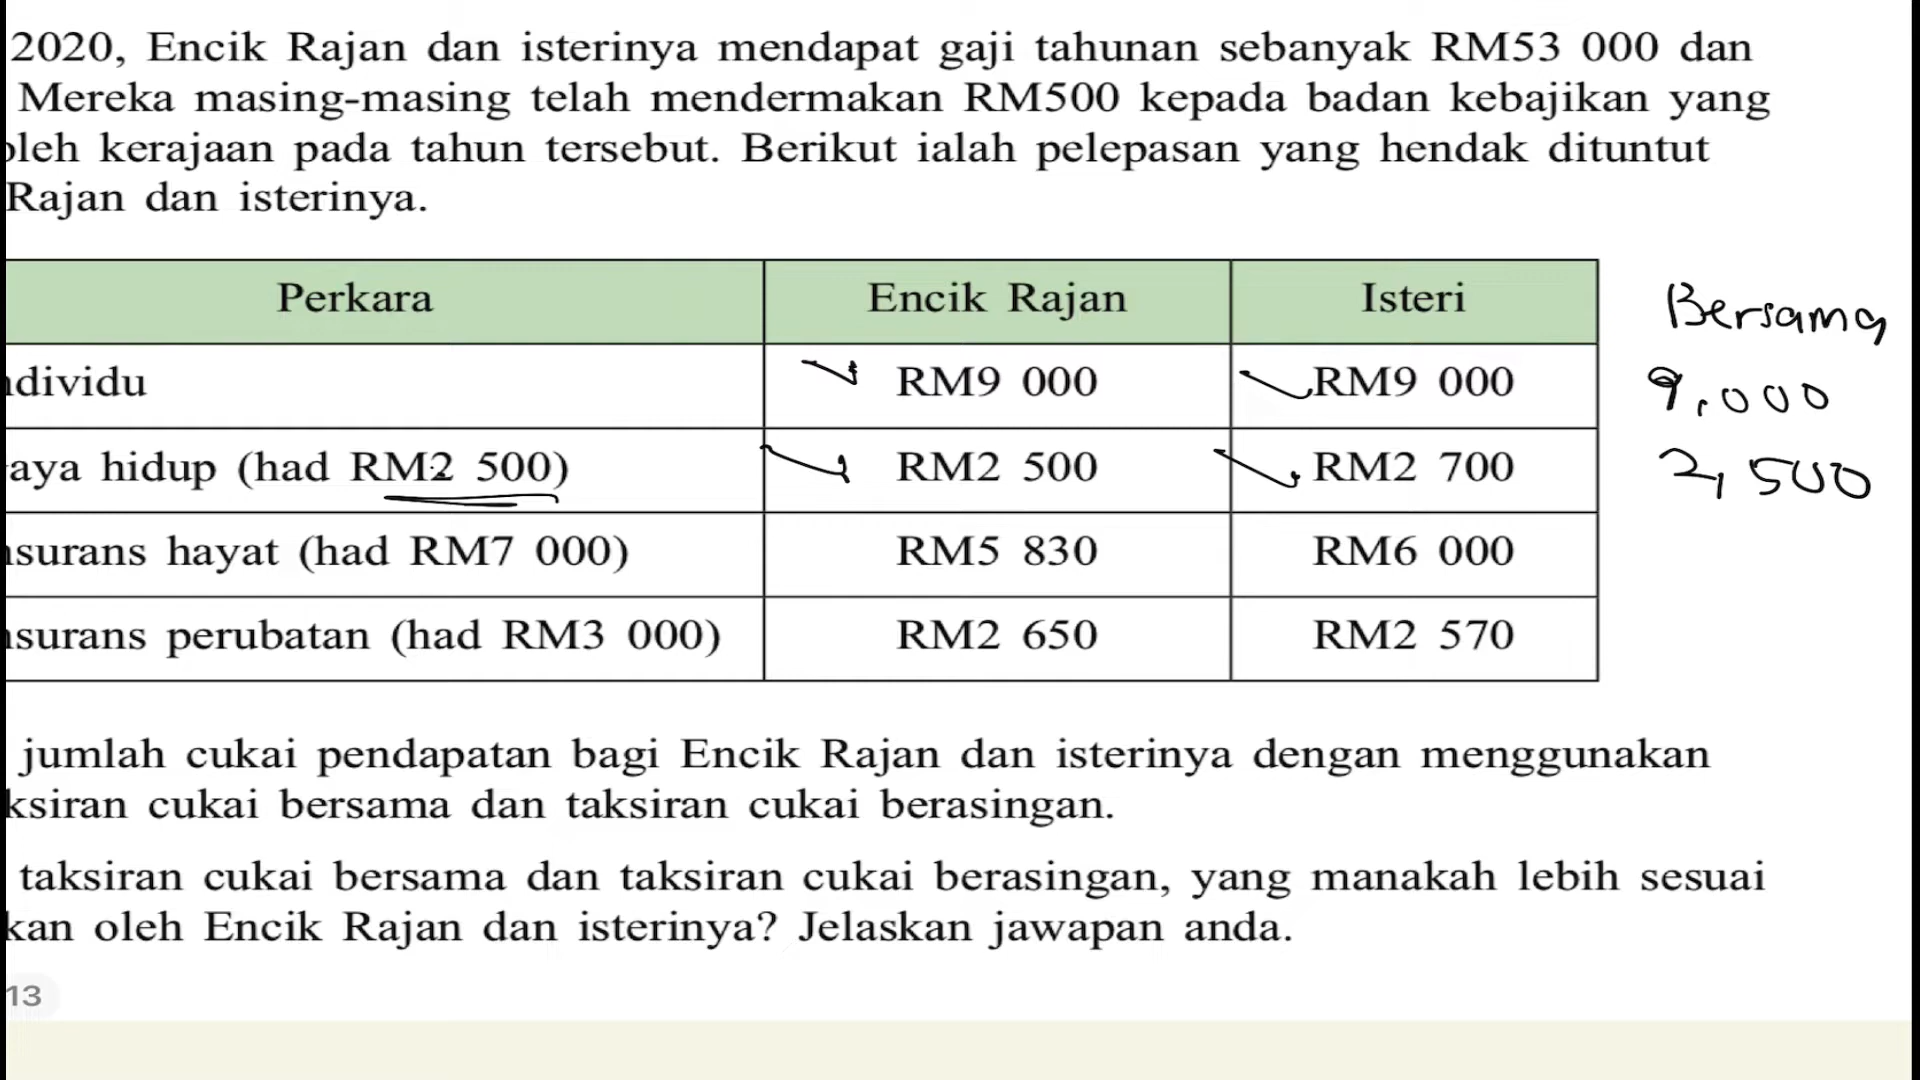 2020, Encik Rajan dan isterinya mendapat gaji tahunan sebanyak RM53 000 dan
Mereka masing-masing telah mendermakan RM500 kepada badan kebajikan yang
oleh kerajaan pada tahun tersebut. Berikut ialah pelepasan yang hendak dituntut
Rajan dan isterinya.
Perkara Encik Rajan Isteri Bersama
ndividu RM9 000 RM9 000 9,000
aya hidup (had RM2 500) RM2 500 RM2 700 2,500
nsurans hayat (had RM7 000) RM5 830 RM6 000
nsurans perubatan (had RM3 000) RM2 650 RM2 570
jumlah cukai pendapatan bagi Encik Rajan dan isterinya dengan menggunakan
ksiran cukai bersama dan taksiran cukai berasingan.
taksiran cukai bersama dan taksiran cukai berasingan, yang manakah lebih sesuai
kan oleh Encik Rajan dan isterinya? Jelaskan jawapan anda.
13